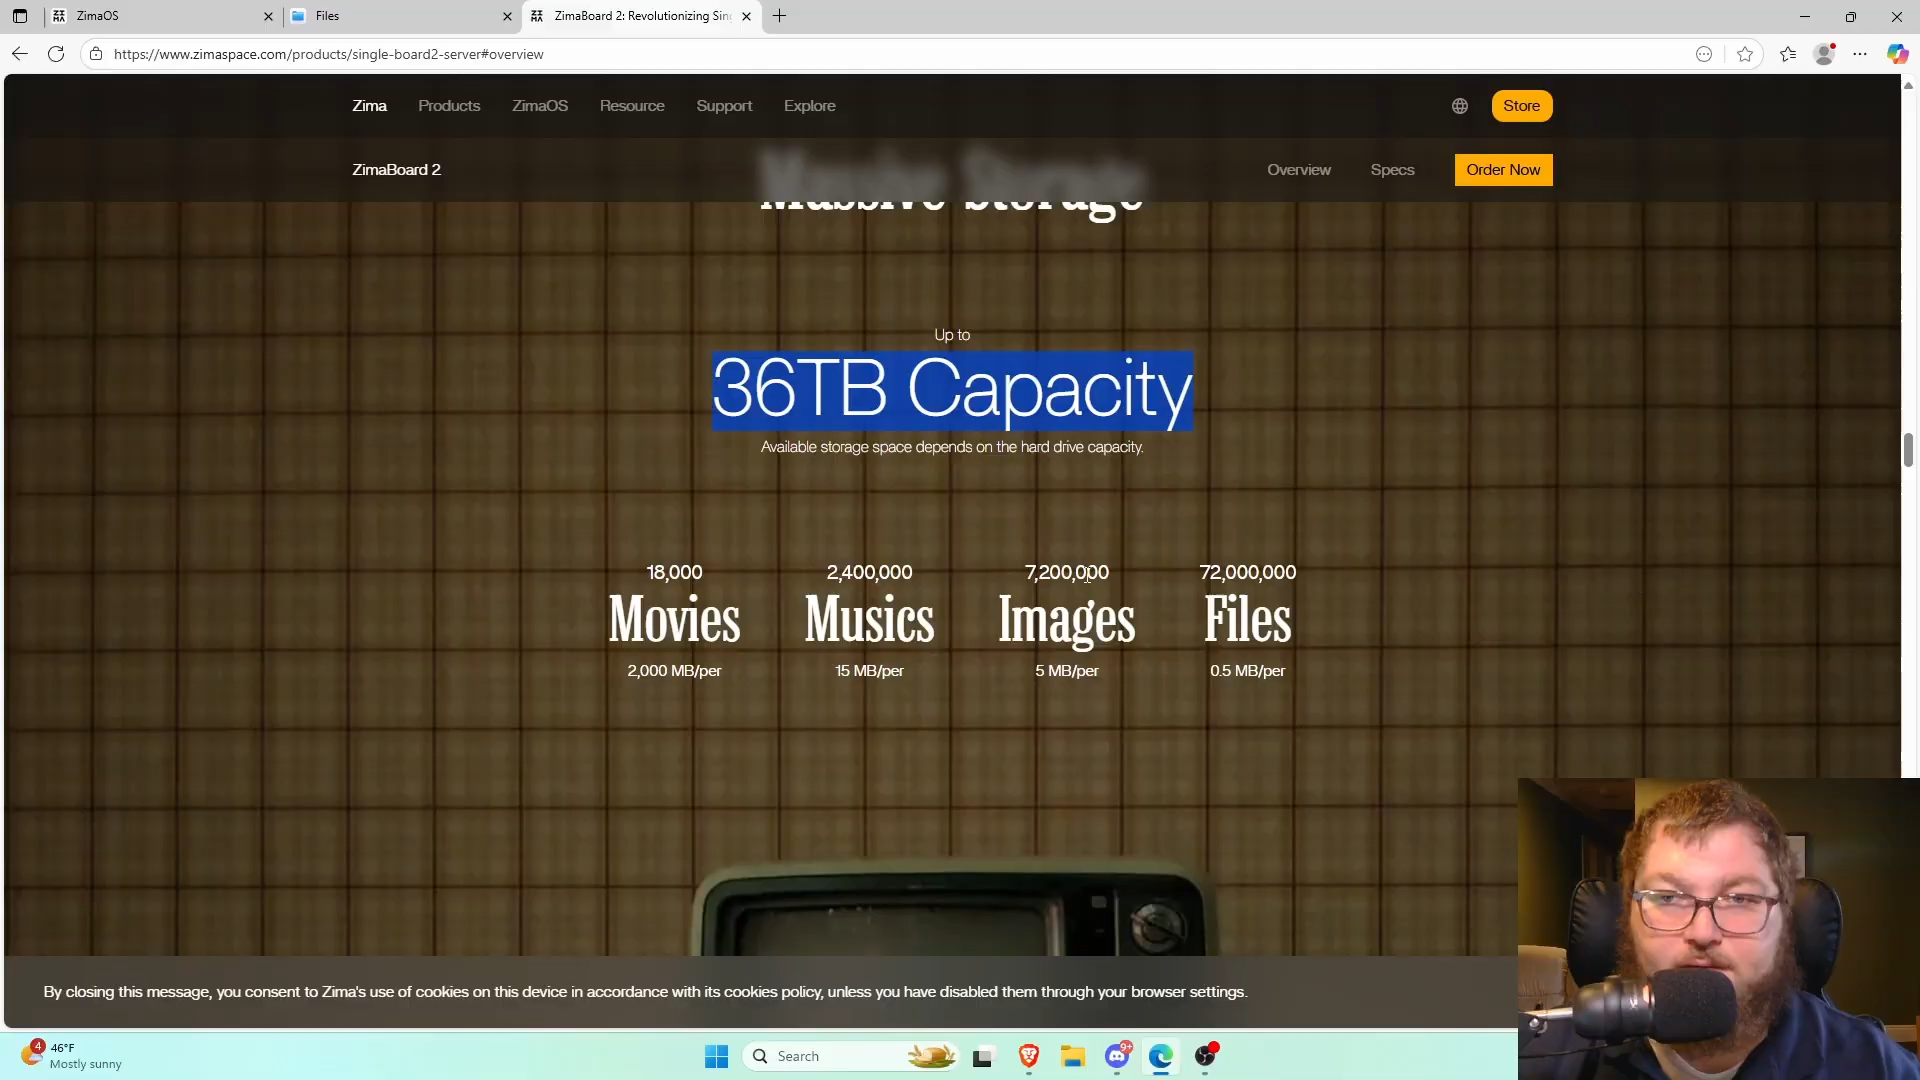 ZimaOS
Files
ZimaBoard 2: Revolutionizing Sin
https://www.zimaspace.com/products/single-board2-server#overview
Zima Products ZimaOS Resource Support Explore Store
ZimaBoard 2 Overview Specs Order Now
Massive Storage
Up to
36TB Capacity
Available storage space depends on the hard drive capacity.
18,000 2,400,000 7,200,000 72,000,000
Movies Musics Images Files
2,000 MB/per 15 MB/per 5 MB/per 0.5 MB/per
By closing this message, you consent to Zima's use of cookies on this device in accordance with its cookies policy, unless you have disabled them through your browser settings.
4
46°F
Mostly sunny
Search
9+